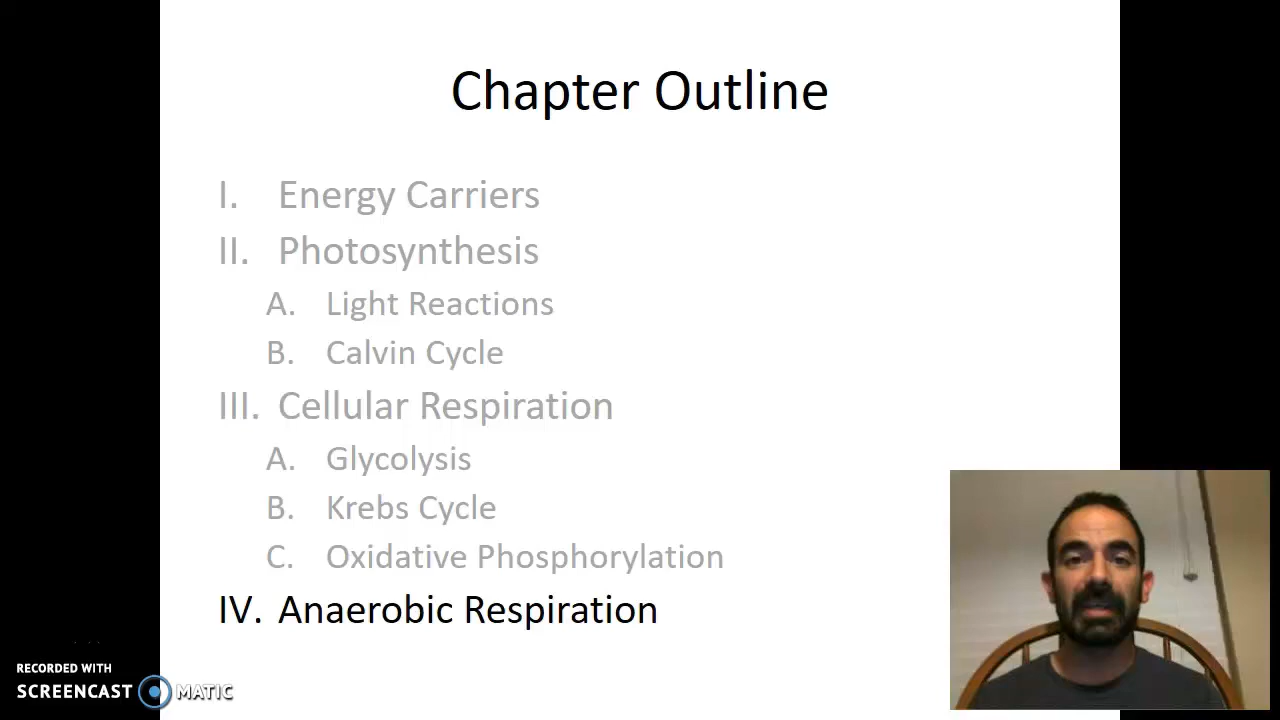 Chapter Outline
I. Energy Carriers
II. Photosynthesis
A. Light Reactions
B. Calvin Cycle
III. Cellular Respiration
A. Glycolysis
B. Krebs Cycle
C. Oxidative Phosphorylation
IV. Anaerobic Respiration
RECORDED WITH
SCREENCAST MATIC